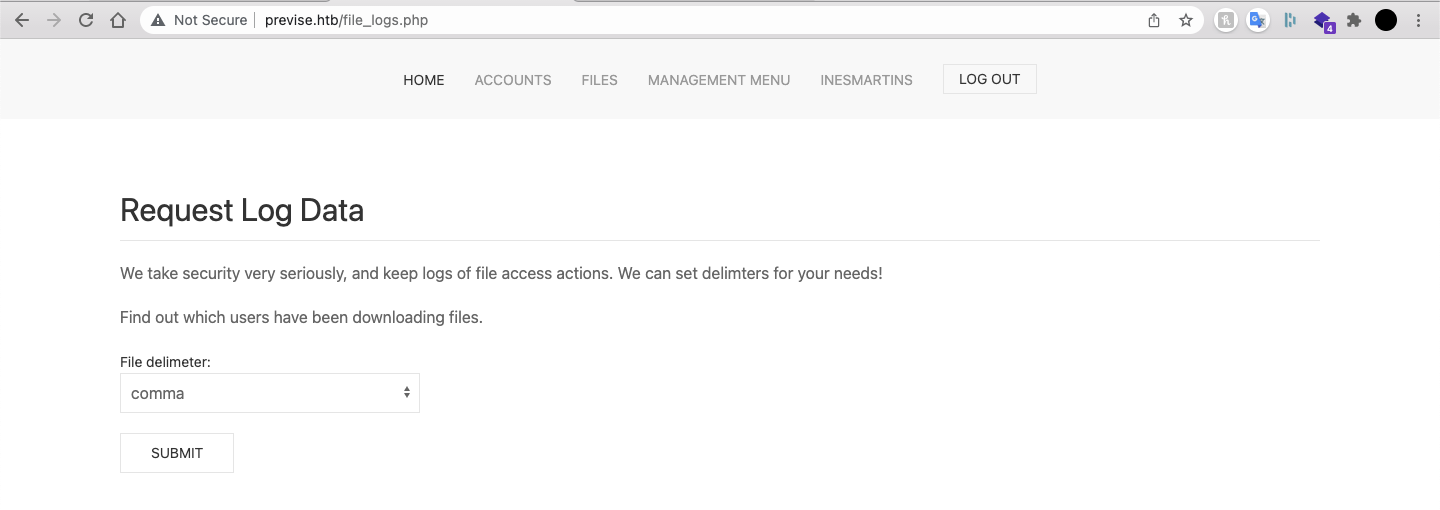 Not Secure previse.htb/file_logs.php
4
HOME ACCOUNTS FILES MANAGEMENT MENU INESMARTINS LOG OUT
Request Log Data
We take security very seriously, and keep logs of file access actions. We can set delimters for your needs!
Find out which users have been downloading files.
File delimeter:
comma
SUBMIT